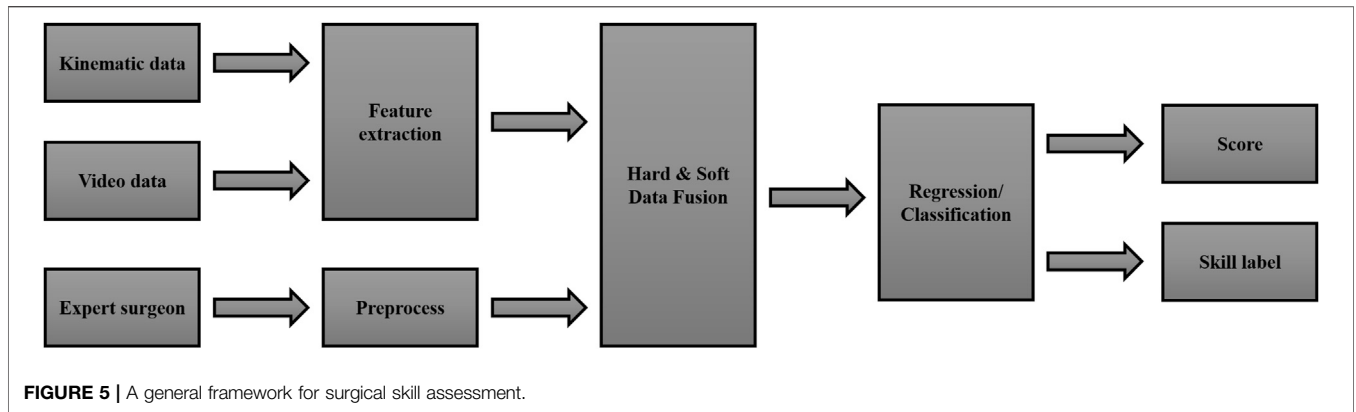 Kinematic data
Video data
Expert surgeon
Feature
extraction
Preprocess
Hard & Soft
Data Fusion
Regression/
Classification
Score
Skill label
FIGURE 5 | A general framework for surgical skill assessment.